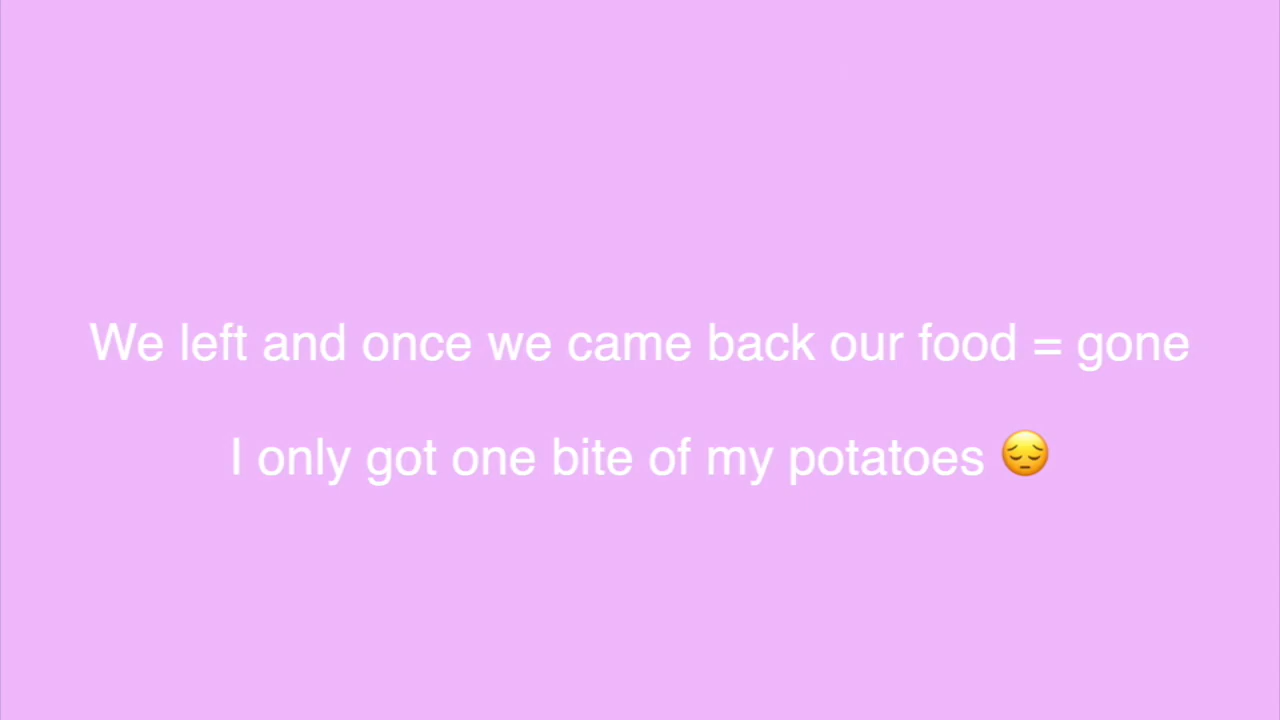 We left and once we came back our food = gone
I only got one bite of my potatoes 😔